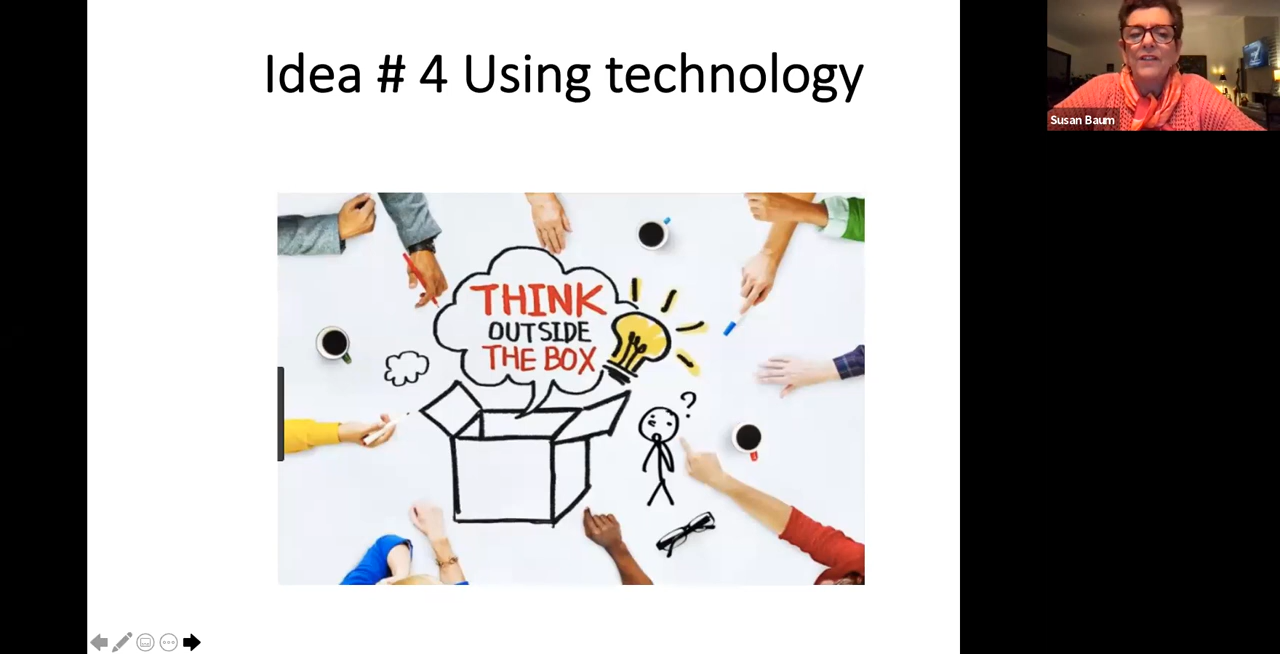 Idea # 4 Using technology
THINK
OUTSIDE
THE BOX
?
Susan Baum